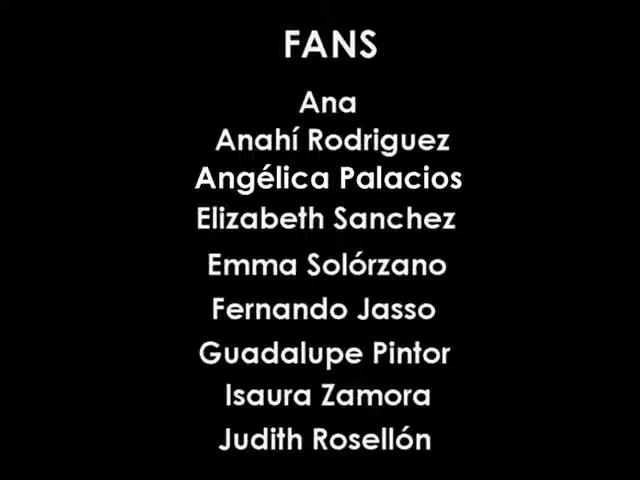 FANS
Ana
Anahí Rodriguez
Angélica Palacios
Elizabeth Sanchez
Emma Solórzano
Fernando Jasso
Guadalupe Pintor
Isaura Zamora
Judith Rosellón